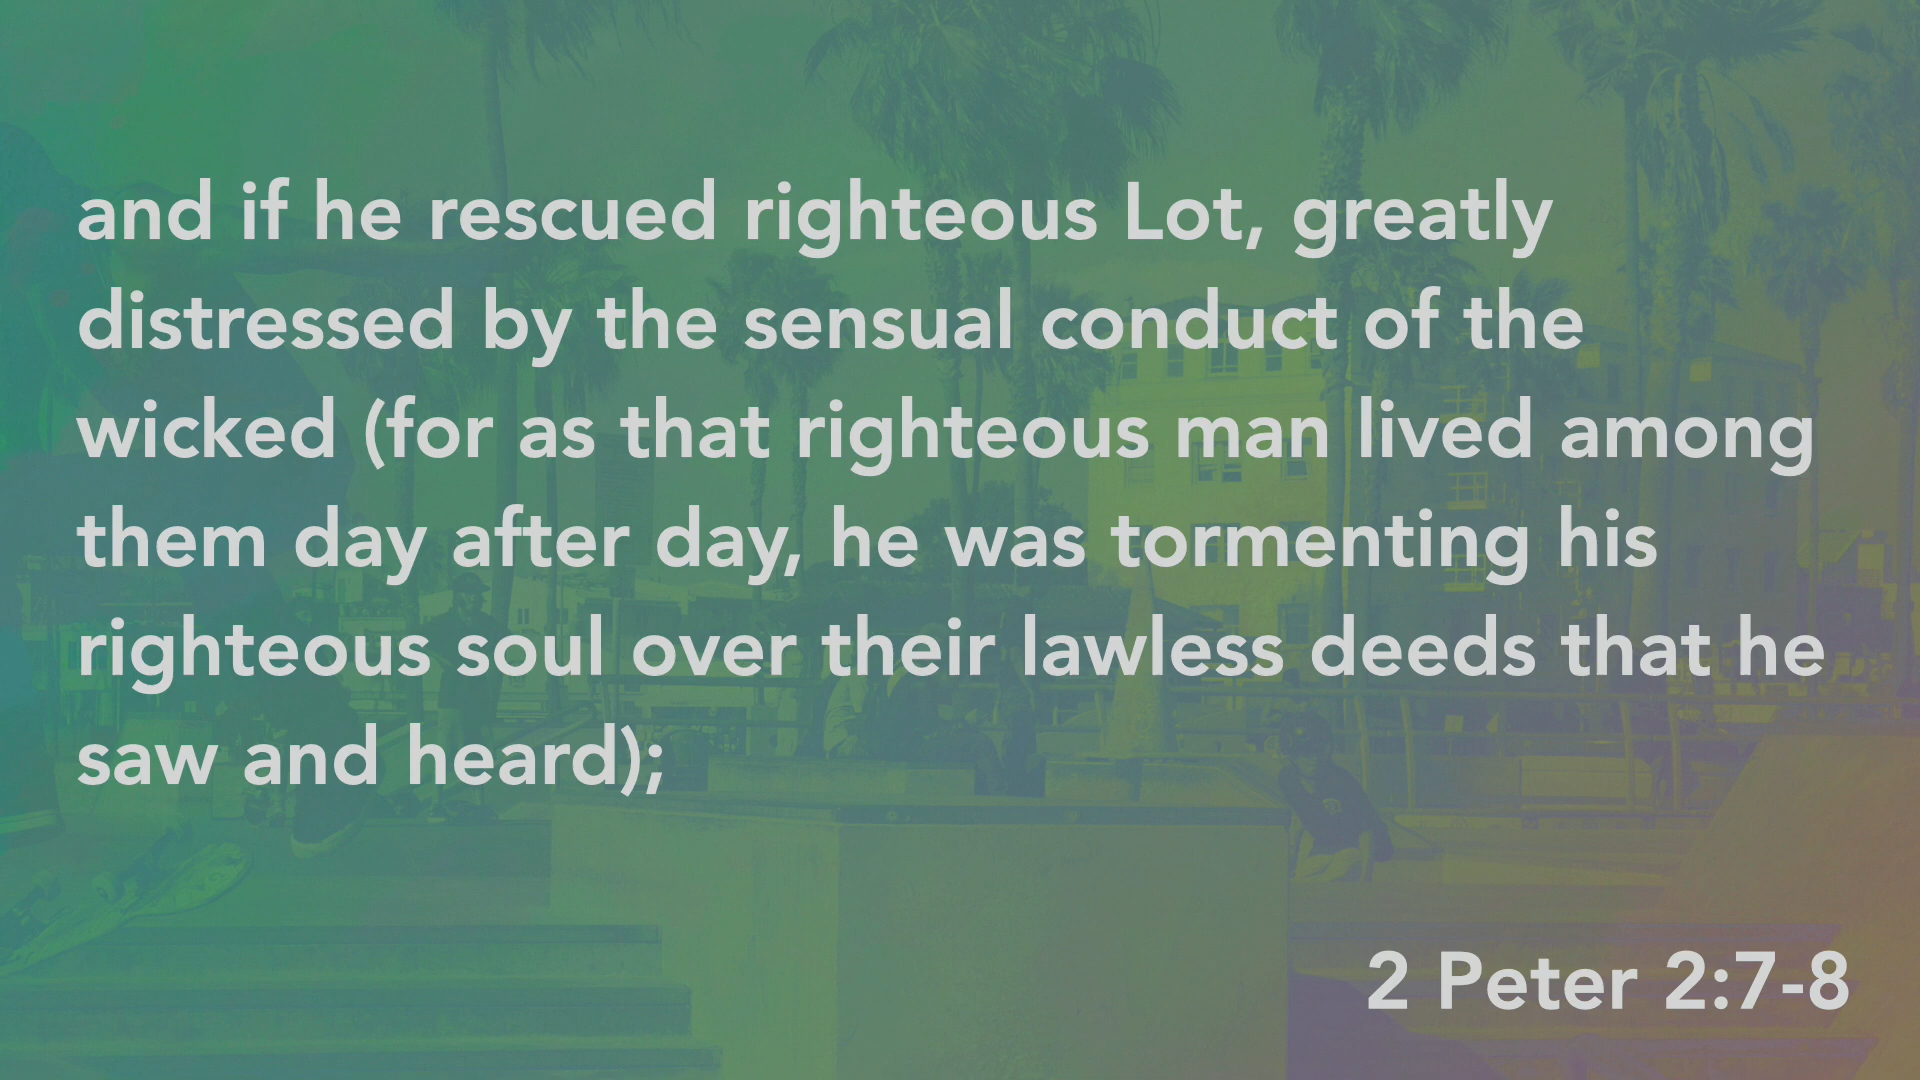 and if he rescued righteous Lot, greatly
distressed by the sensual conduct of the
wicked (for as that righteous man lived among
them day after day, he was tormenting his
righteous soul over their lawless deeds that he
saw and heard);
2 Peter 2:7-8